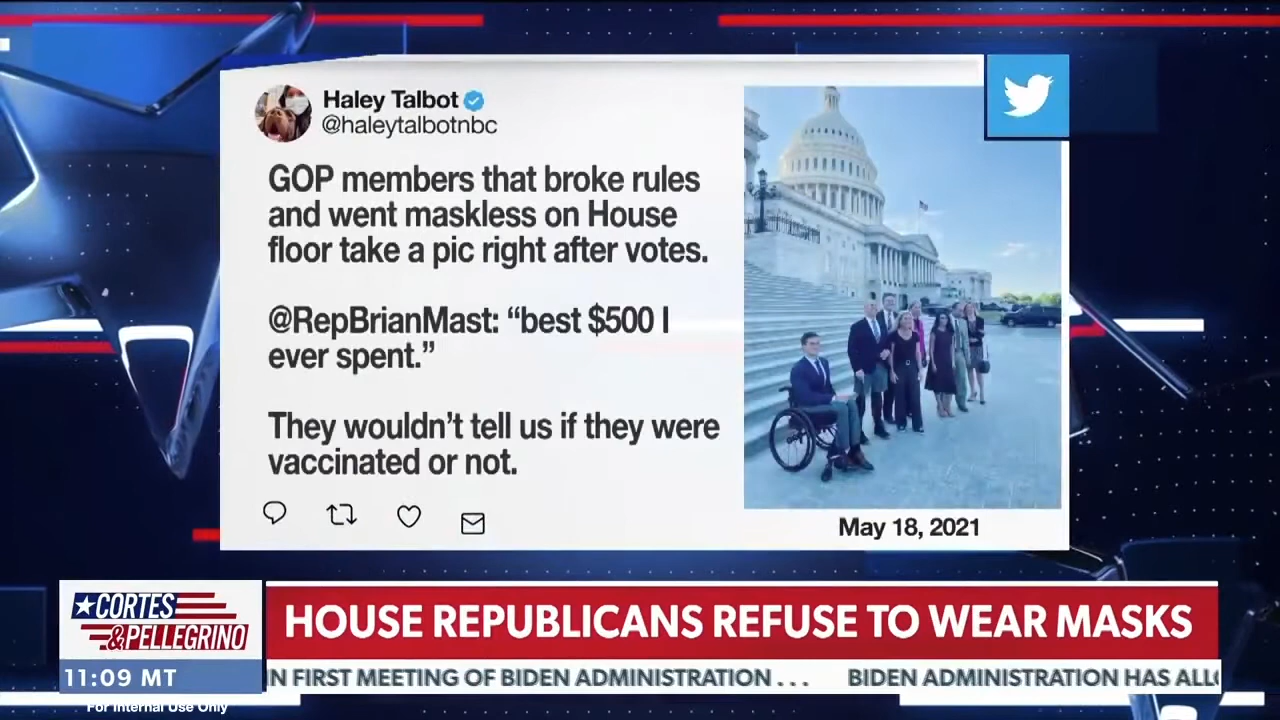 Haley Talbot
@haleytalbotnbc
GOP members that broke rules
and went maskless on House
floor take a pic right after votes.
@RepBrianMast: “best $500 I
ever spent.”
They wouldn’t tell us if they were
vaccinated or not.
May 18, 2021
CORTES
&PELLEGRINO
HOUSE REPUBLICANS REFUSE TO WEAR MASKS
11:09 MT
IN FIRST MEETING OF BIDEN ADMINISTRATION . . . BIDEN ADMINISTRATION HAS
For Internal Use Only